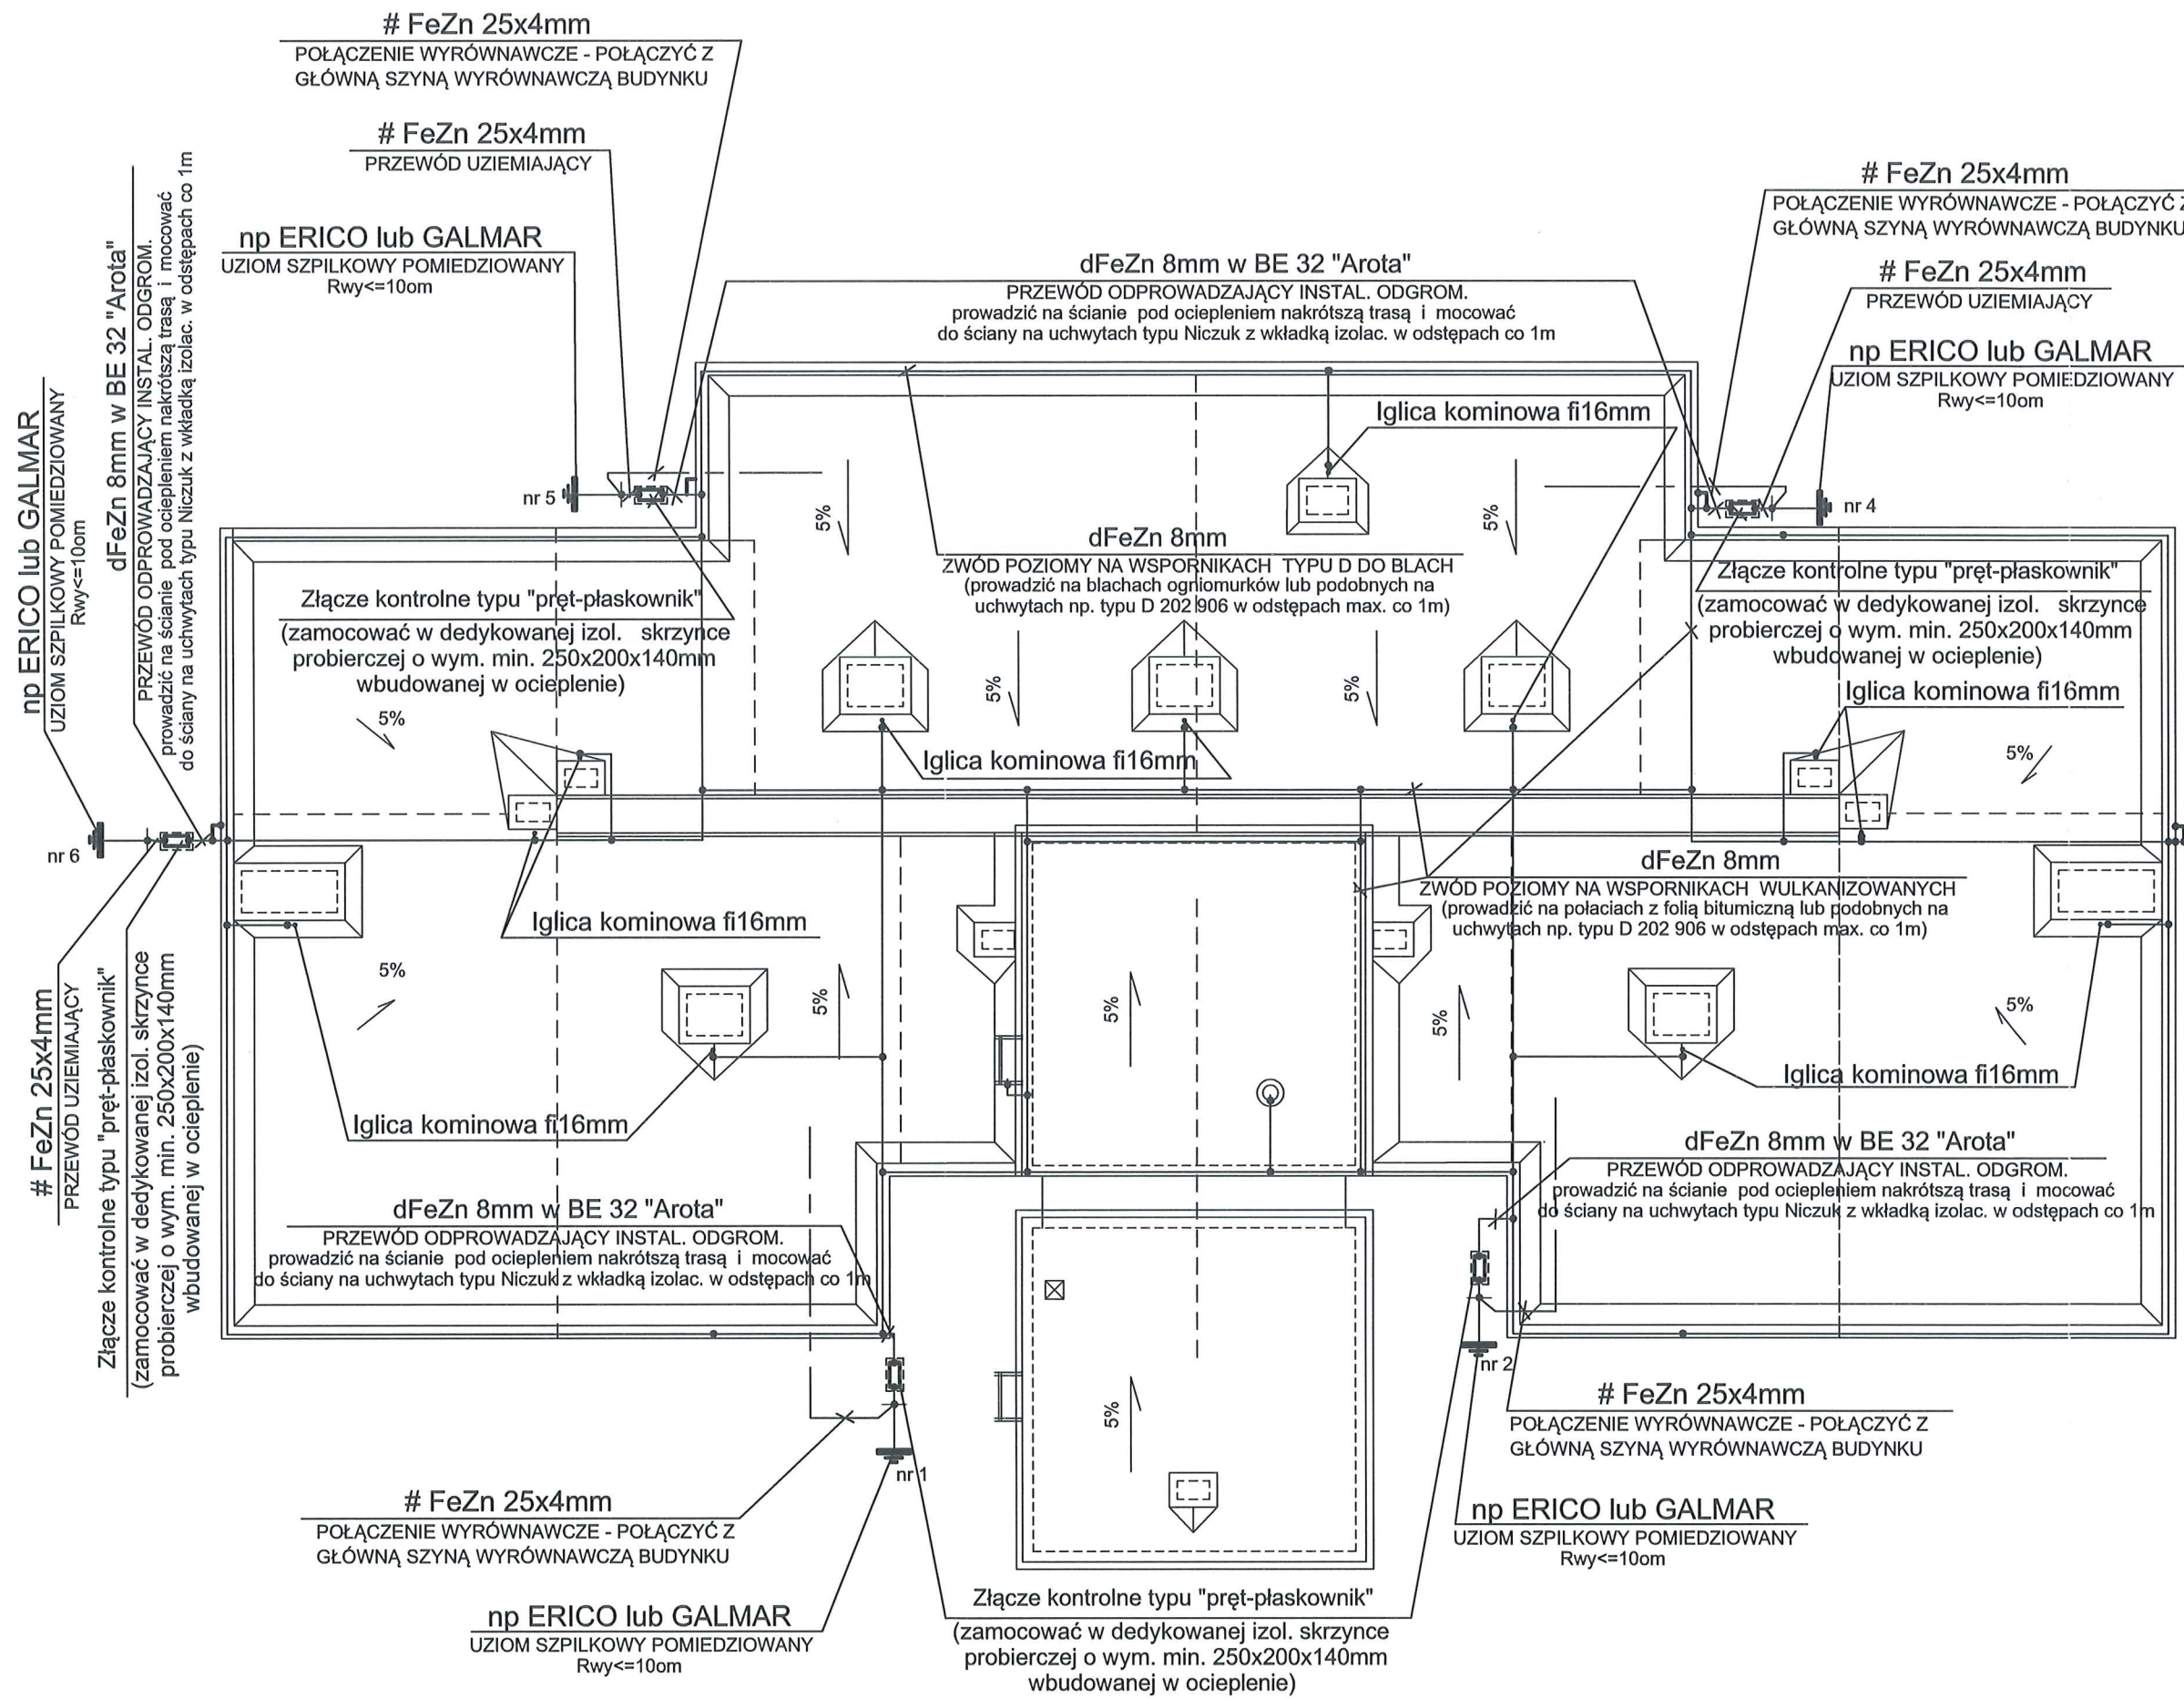 # FeZn 25x4mm
POŁĄCZENIE WYRÓWNAWCZE - POŁĄCZYĆ Z
GŁÓWNĄ SZYNĄ WYRÓWNAWCZĄ BUDYNKU
# FeZn 25x4mm
PRZEWÓD UZIEMIAJĄCY
np ERICO lub GALMAR
UZIOM SZPILKOWY POMIEDZIOWANY
Rwy<=10om
dFeZn 8mm w BE 32 "Arota"
PRZEWÓD ODPROWADZAJĄCY INSTAL. ODGROM.
prowadzić na ścianie pod ociepleniem nakrótszą trasą i mocować
do ściany na uchwytach typu Niczuk z wkładką izolac. w odstępach co 1m
# FeZn 25x4mm
POŁĄCZENIE WYRÓWNAWCZE - POŁĄCZYĆ Z
GŁÓWNĄ SZYNĄ WYRÓWNAWCZĄ BUDYNKU
# FeZn 25x4mm
PRZEWÓD UZIEMIAJĄCY
np ERICO lub GALMAR
UZIOM SZPILKOWY POMIEDZIOWANY
Rwy<=10om
np ERICO lub GALMAR
UZIOM SZPILKOWY POMIEDZIOWANY
Rwy<=10om
dFeZn 8mm w BE 32 "Arota"
PRZEWÓD ODPROWADZAJĄCY INSTAL. ODGROM.
prowadzić na ścianie pod ociepleniem nakrótszą trasą i mocować
do ściany na uchwytach typu Niczuk z wkładką izolac. w odstępach co 1m
Iglica kominowa fi16mm
nr 5
nr 4
5%
5%
dFeZn 8mm
ZWÓD POZIOMY NA WSPORNIKACH TYPU D DO BLACH
(prowadzić na blachach ogniomurków lub podobnych na
uchwytach np. typu D 202 906 w odstępach max. co 1m)
Złącze kontrolne typu "pręt-płaskownik"
(zamocować w dedykowanej izol. skrzynce
probierczej o wym. min. 250x200x140mm
wbudowanej w ocieplenie)
Złącze kontrolne typu "pręt-płaskownik"
(zamocować w dedykowanej izol. skrzynce
probierczej o wym. min. 250x200x140mm
wbudowanej w ocieplenie)
5%
5%
5%
Iglica kominowa fi16mm
Iglica kominowa fi16mm
5%
nr 6
dFeZn 8mm
ZWÓD POZIOMY NA WSPORNIKACH WULKANIZOWANYCH
(prowadzić na połaciach z folią bitumiczną lub podobnych na
uchwytach np. typu D 202 906 w odstępach max. co 1m)
Iglica kominowa fi16mm
5%
5%
5%
5%
5%
Iglica kominowa fi16mm
Iglica kominowa fi16mm
# FeZn 25x4mm
PRZEWÓD UZIEMIAJĄCY
Złącze kontrolne typu "pręt-płaskownik"
(zamocować w dedykowanej izol. skrzynce
probierczej o wym. min. 250x200x140mm
wbudowanej w ocieplenie)
dFeZn 8mm w BE 32 "Arota"
PRZEWÓD ODPROWADZAJĄCY INSTAL. ODGROM.
prowadzić na ścianie pod ociepleniem nakrótszą trasą i mocować
do ściany na uchwytach typu Niczuk z wkładką izolac. w odstępach co 1m
dFeZn 8mm w BE 32 "Arota"
PRZEWÓD ODPROWADZAJĄCY INSTAL. ODGROM.
prowadzić na ścianie pod ociepleniem nakrótszą trasą i mocować
do ściany na uchwytach typu Niczuk z wkładką izolac. w odstępach co 1m
nr 2
5%
# FeZn 25x4mm
POŁĄCZENIE WYRÓWNAWCZE - POŁĄCZYĆ Z
GŁÓWNĄ SZYNĄ WYRÓWNAWCZĄ BUDYNKU
nr 1
# FeZn 25x4mm
POŁĄCZENIE WYRÓWNAWCZE - POŁĄCZYĆ Z
GŁÓWNĄ SZYNĄ WYRÓWNAWCZĄ BUDYNKU
np ERICO lub GALMAR
UZIOM SZPILKOWY POMIEDZIOWANY
Rwy<=10om
np ERICO lub GALMAR
UZIOM SZPILKOWY POMIEDZIOWANY
Rwy<=10om
Złącze kontrolne typu "pręt-płaskownik"
(zamocować w dedykowanej izol. skrzynce
probierczej o wym. min. 250x200x140mm
wbudowanej w ocieplenie)